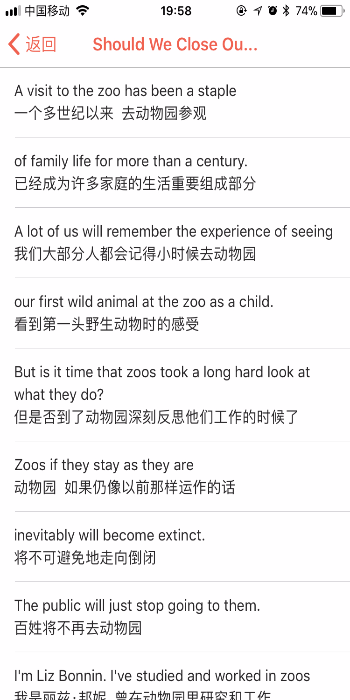 中国移动 19:58 74%
返回 Should We Close Ou...
A visit to the zoo has been a staple
一个多世纪以来 去动物园参观
of family life for more than a century.
已经成为许多家庭的生活重要组成部分
A lot of us will remember the experience of seeing
我们大部分人都会记得小时候去动物园
our first wild animal at the zoo as a child.
看到第一头野生动物时的感受
But is it time that zoos took a long hard look at
what they do?
但是否到了动物园深刻反思他们工作的时候了
Zoos if they stay as they are
动物园 如果仍像以前那样运作的话
inevitably will become extinct.
将不可避免地走向倒闭
The public will just stop going to them.
百姓将不再去动物园
I'm Liz Bonnin. I've studied and worked in zoos
我是丽兹·邦妮 曾在动物园里研究和工作